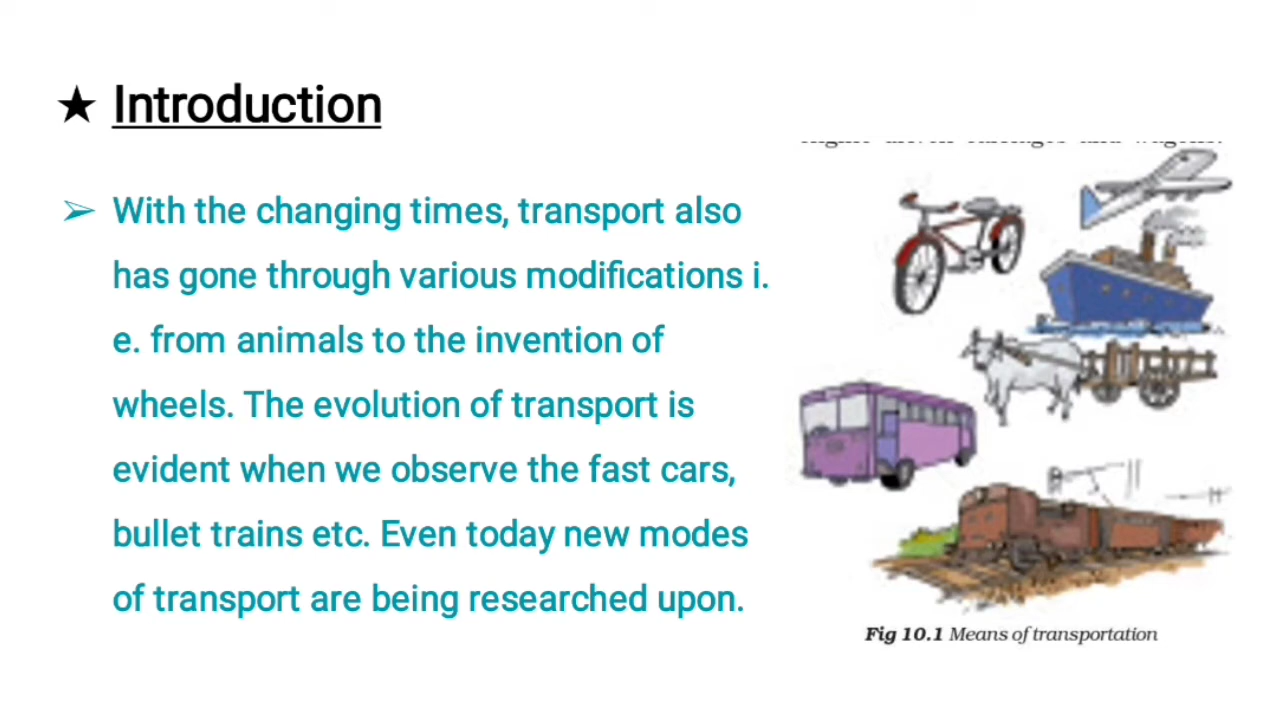 ★ Introduction
➢ With the changing times, transport also
has gone through various modifications i.
e. from animals to the invention of
wheels. The evolution of transport is
evident when we observe the fast cars,
bullet trains etc. Even today new modes
of transport are being researched upon.
Fig 10.1 Means of transportation